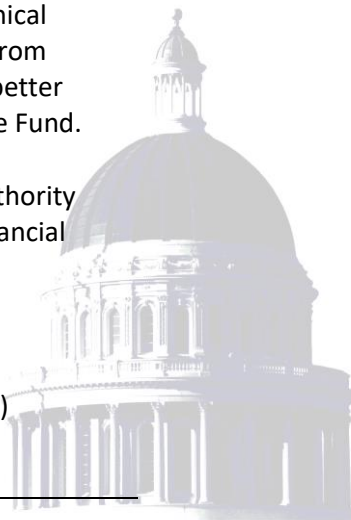 nical
rom
better
e Fund.
thority
ancial
)